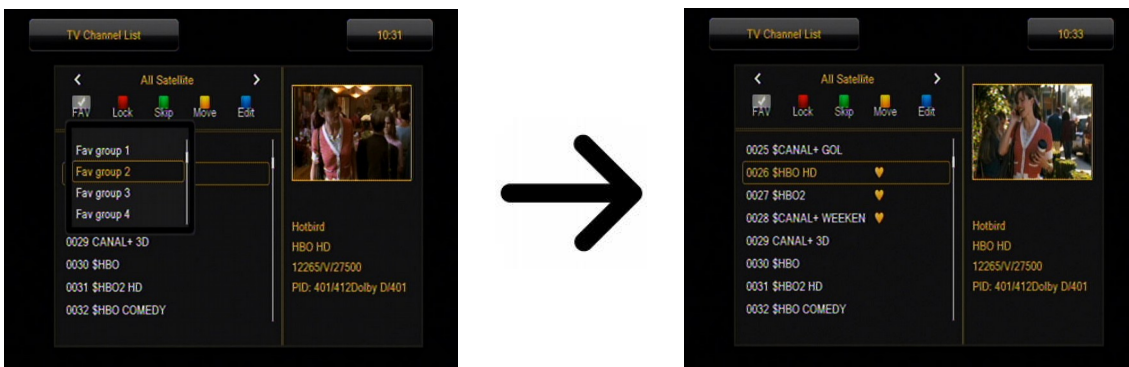 TV Channel List
10:31
All Satellite
FAV Lock Skip Move Edit
Fav group 1
Fav group 2
Fav group 3
Fav group 4
0029 CANAL+ 3D
0030 $HBO
0031 $HBO2 HD
0032 $HBO COMEDY
Hotbird
HBO HD
12265/V/27500
PID: 401/412Dolby D/401
TV Channel List
10:33
All Satellite
FAV Lock Skip Move Edit
0025 $CANAL+ GOL
0026 $HBO HD
0027 $HBO2
0028 $CANAL+ WEEKEN
0029 CANAL+ 3D
0030 $HBO
0031 $HBO2 HD
0032 $HBO COMEDY
Hotbird
HBO HD
12265/V/27500
PID: 401/412Dolby D/401